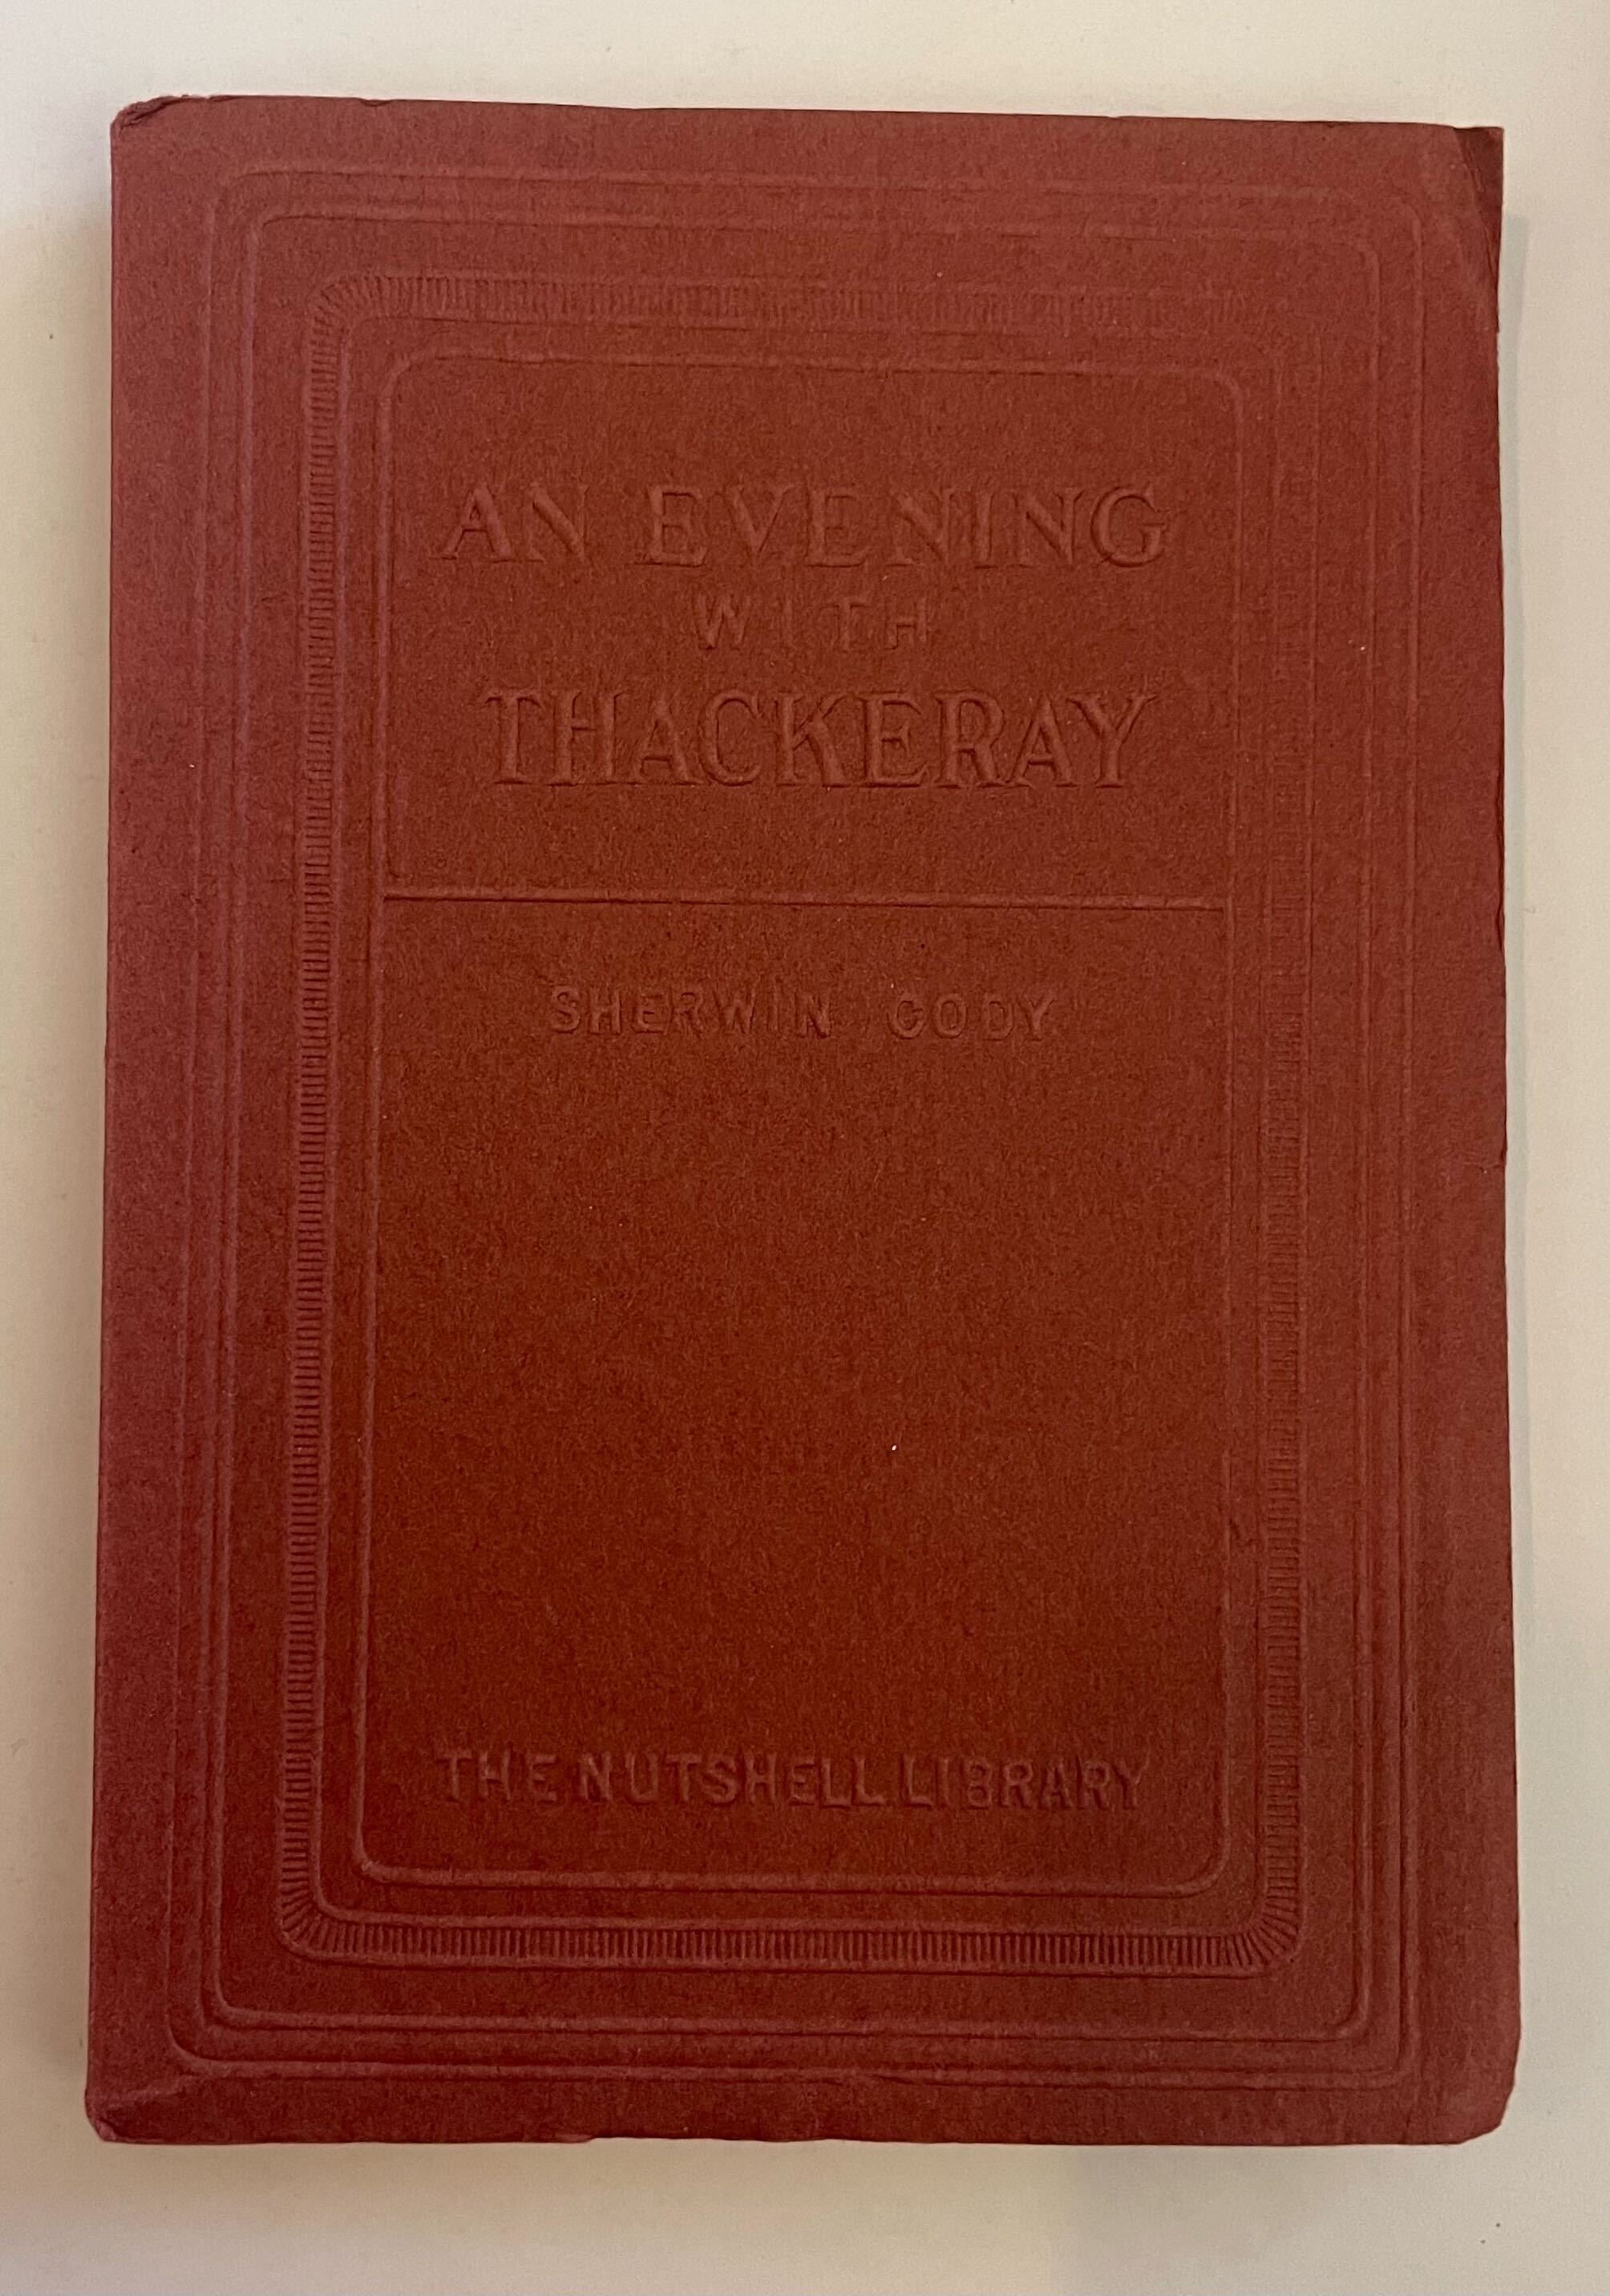 AN EVENING
WITH
THACKERAY
SHERWIN CODY
THE NUTSHELL LIBRARY